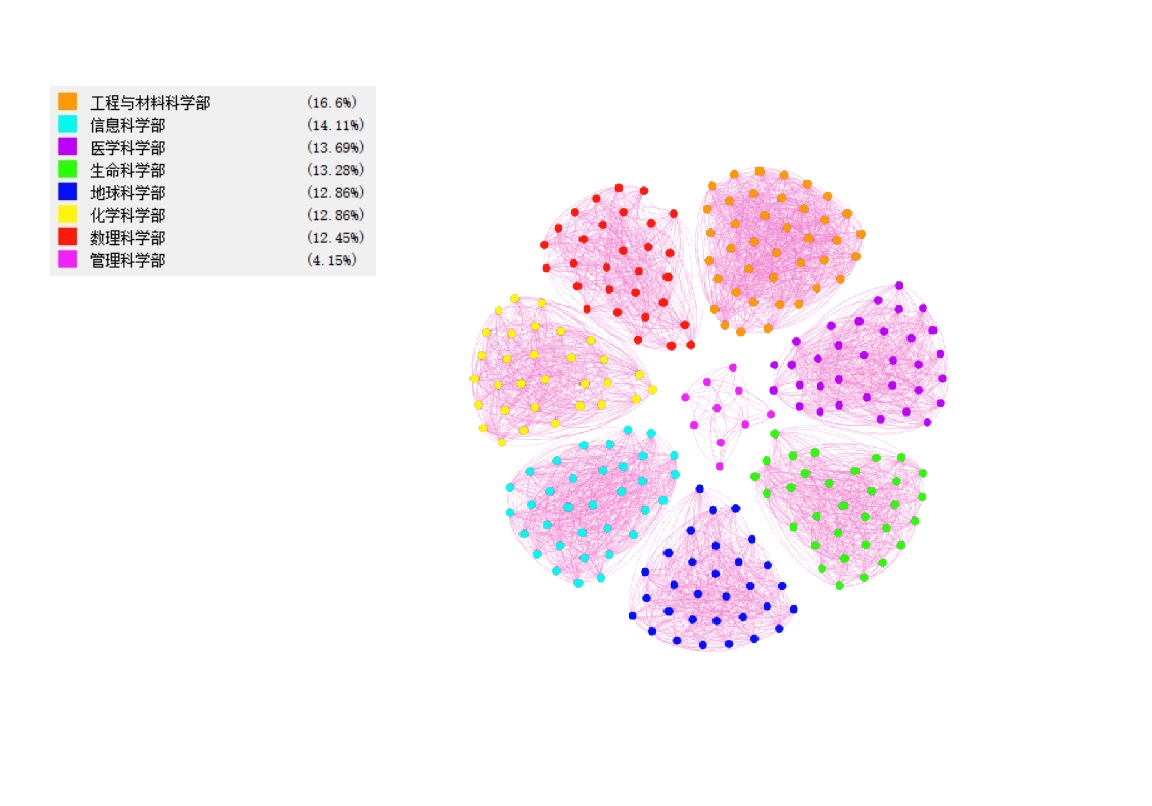 工程与材料科学部 (16.6%)
信息科学部 (14.11%)
医学科学部 (13.69%)
生命科学部 (13.28%)
地球科学部 (12.86%)
化学科学部 (12.86%)
数理科学部 (12.45%)
管理科学部 (4.15%)